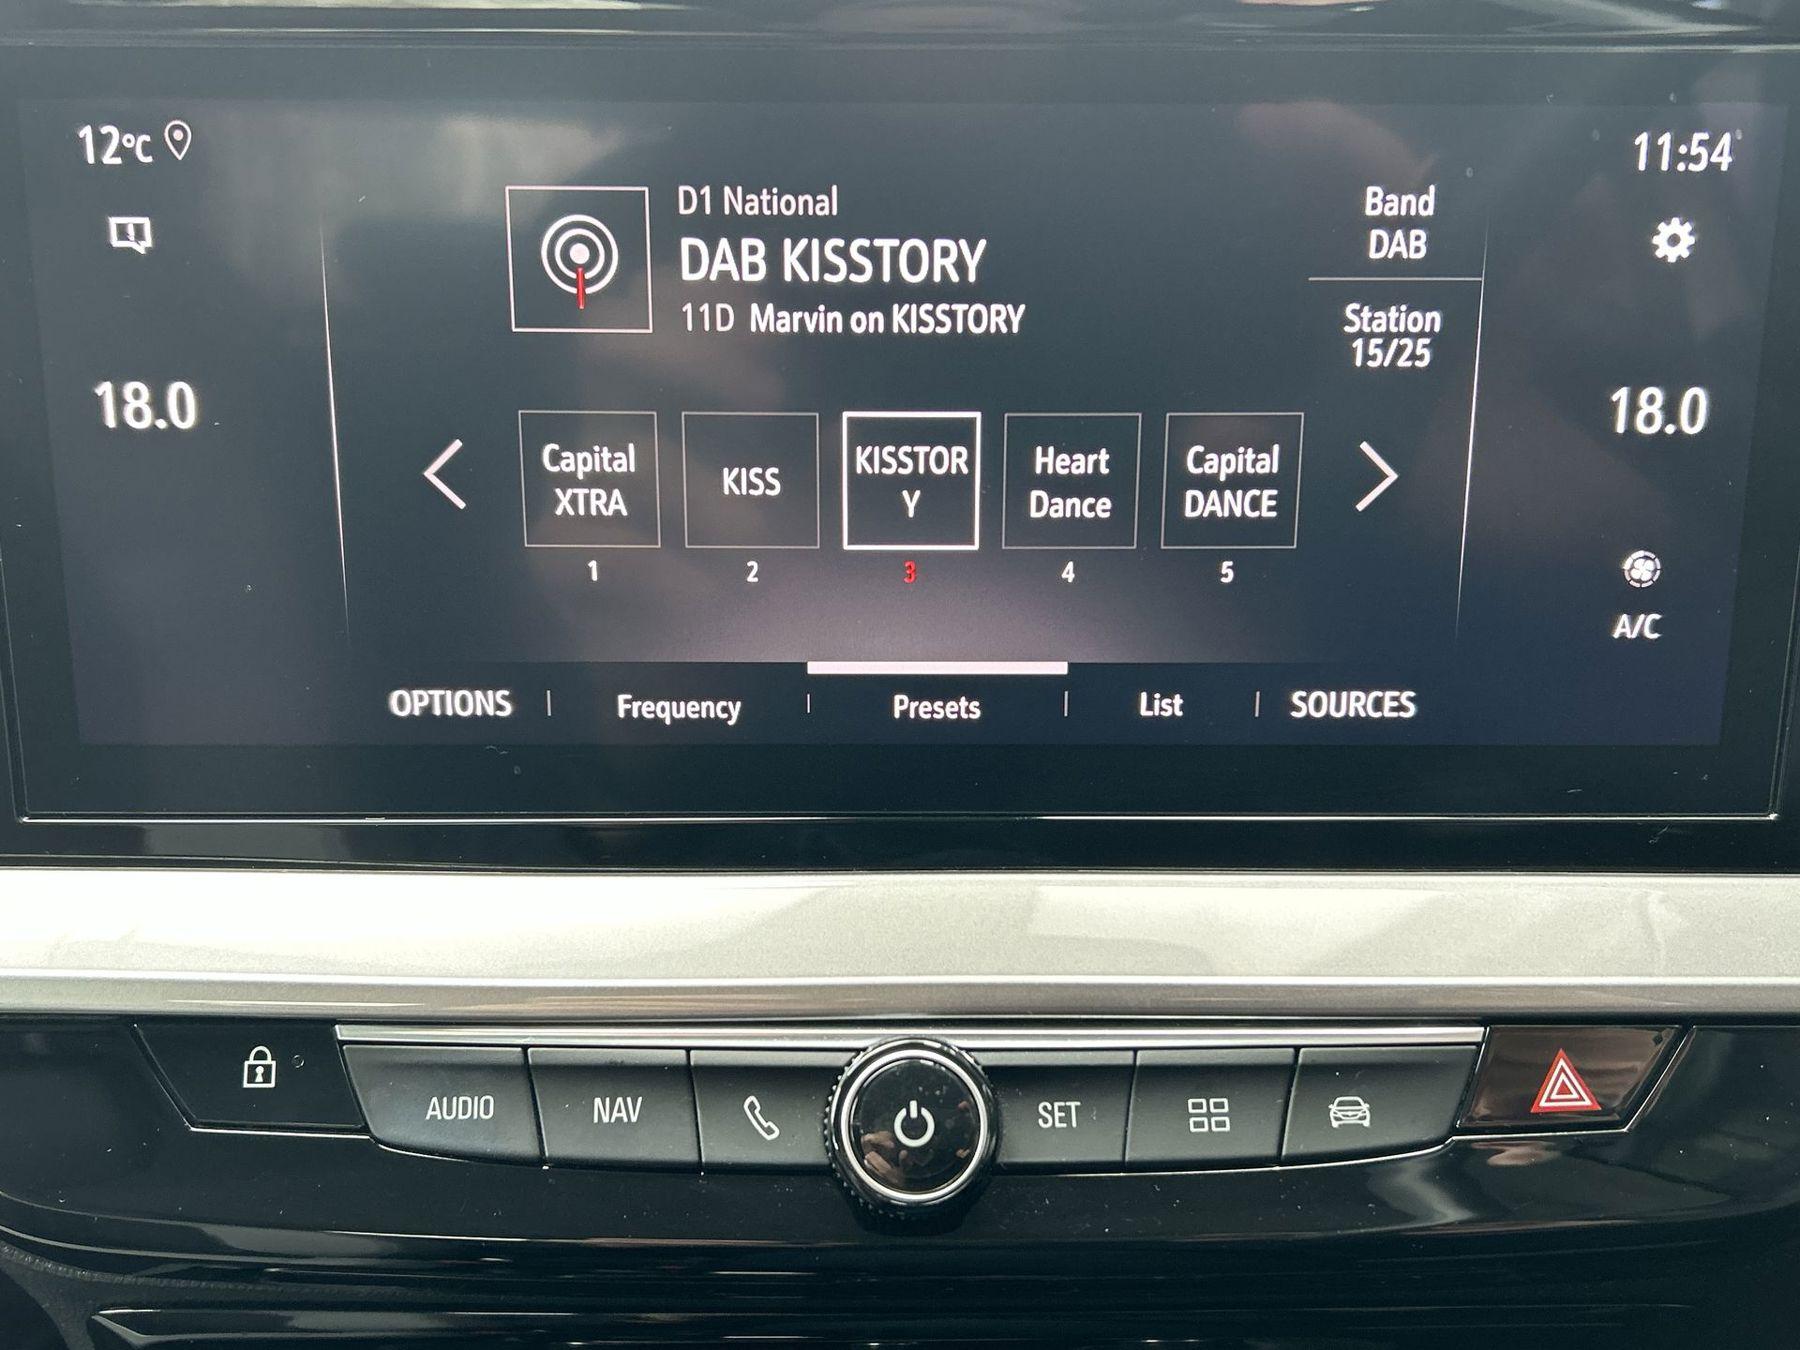 12°C
11:54
D1 National
DAB KISSTORY
11D Marvin on KISSTORY
Band
DAB
Station
15/25
18.0
18.0
Capital
XTRA
KISS
KISSTOR
Y
Heart
Dance
Capital
DANCE
1
2
3
4
5
A/C
OPTIONS
Frequency
Presets
List
SOURCES
AUDIO
NAV
SET